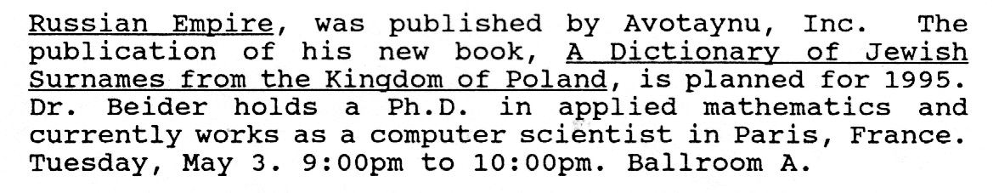 Russian Empire, was published by Avotaynu, Inc. The
publication of his new book, A Dictionary of Jewish
Surnames from the Kingdom of Poland, is planned for 1995.
Dr. Beider holds a Ph.D. in applied mathematics and
currently works as a computer scientist in Paris, France.
Tuesday, May 3. 9:00pm to 10:00pm. Ballroom A.